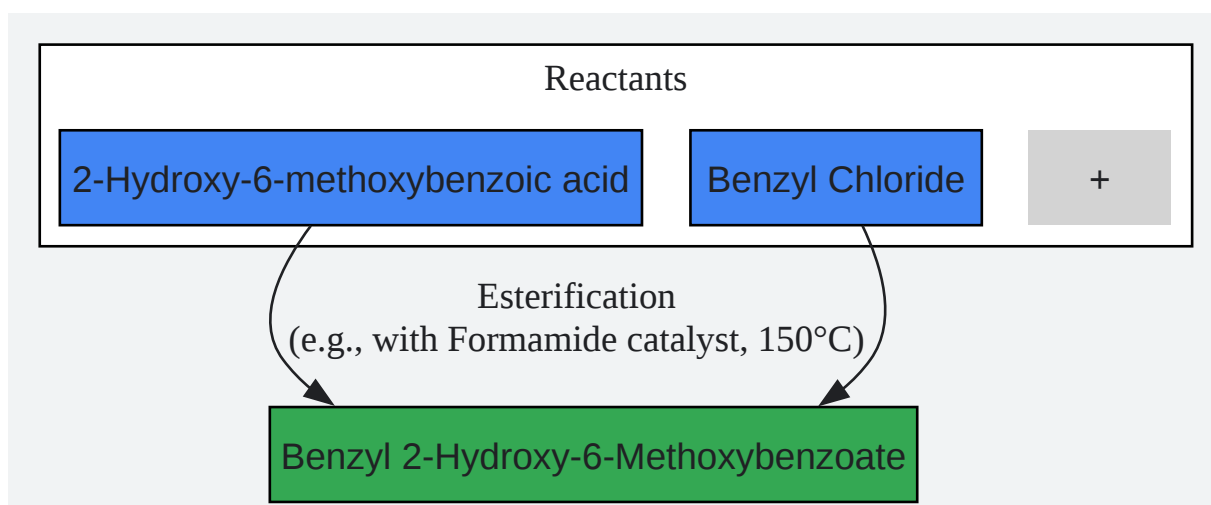 Reactants
2-Hydroxy-6-methoxybenzoic acid
Benzyl Chloride
+
Esterification
(e.g., with Formamide catalyst, 150°C)
Benzyl 2-Hydroxy-6-Methoxybenzoate